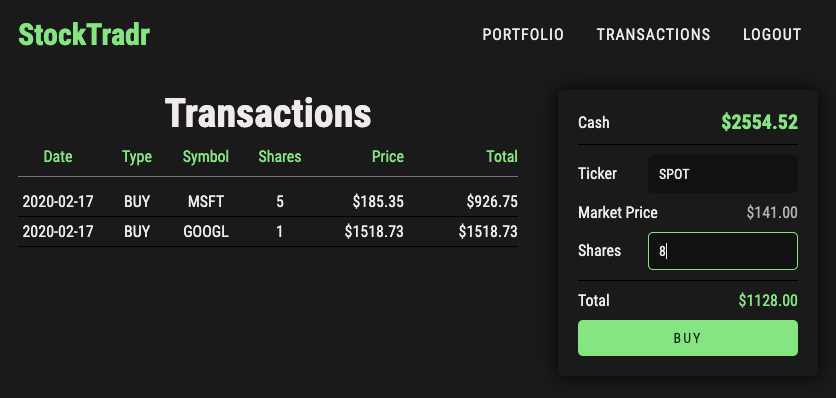 StockTradr
PORTFOLIO TRANSACTIONS LOGOUT
Transactions
Date Type Symbol Shares Price Total
2020-02-17 BUY MSFT 5 $185.35 $926.75
2020-02-17 BUY GOOGL 1 $1518.73 $1518.73
Cash $2554.52
Ticker SPOT
Market Price $141.00
Shares 8
Total $1128.00
BUY